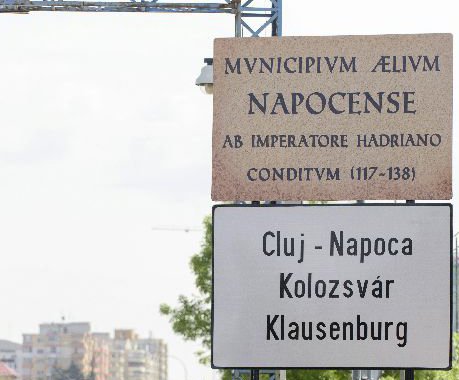 MVNICIPIVM ÆLIVM
NAPOCENSE
AB IMPERATORE HADRIANO
CONDITVM (117-138)
Cluj - Napoca
Kolozsvár
Klausenburg